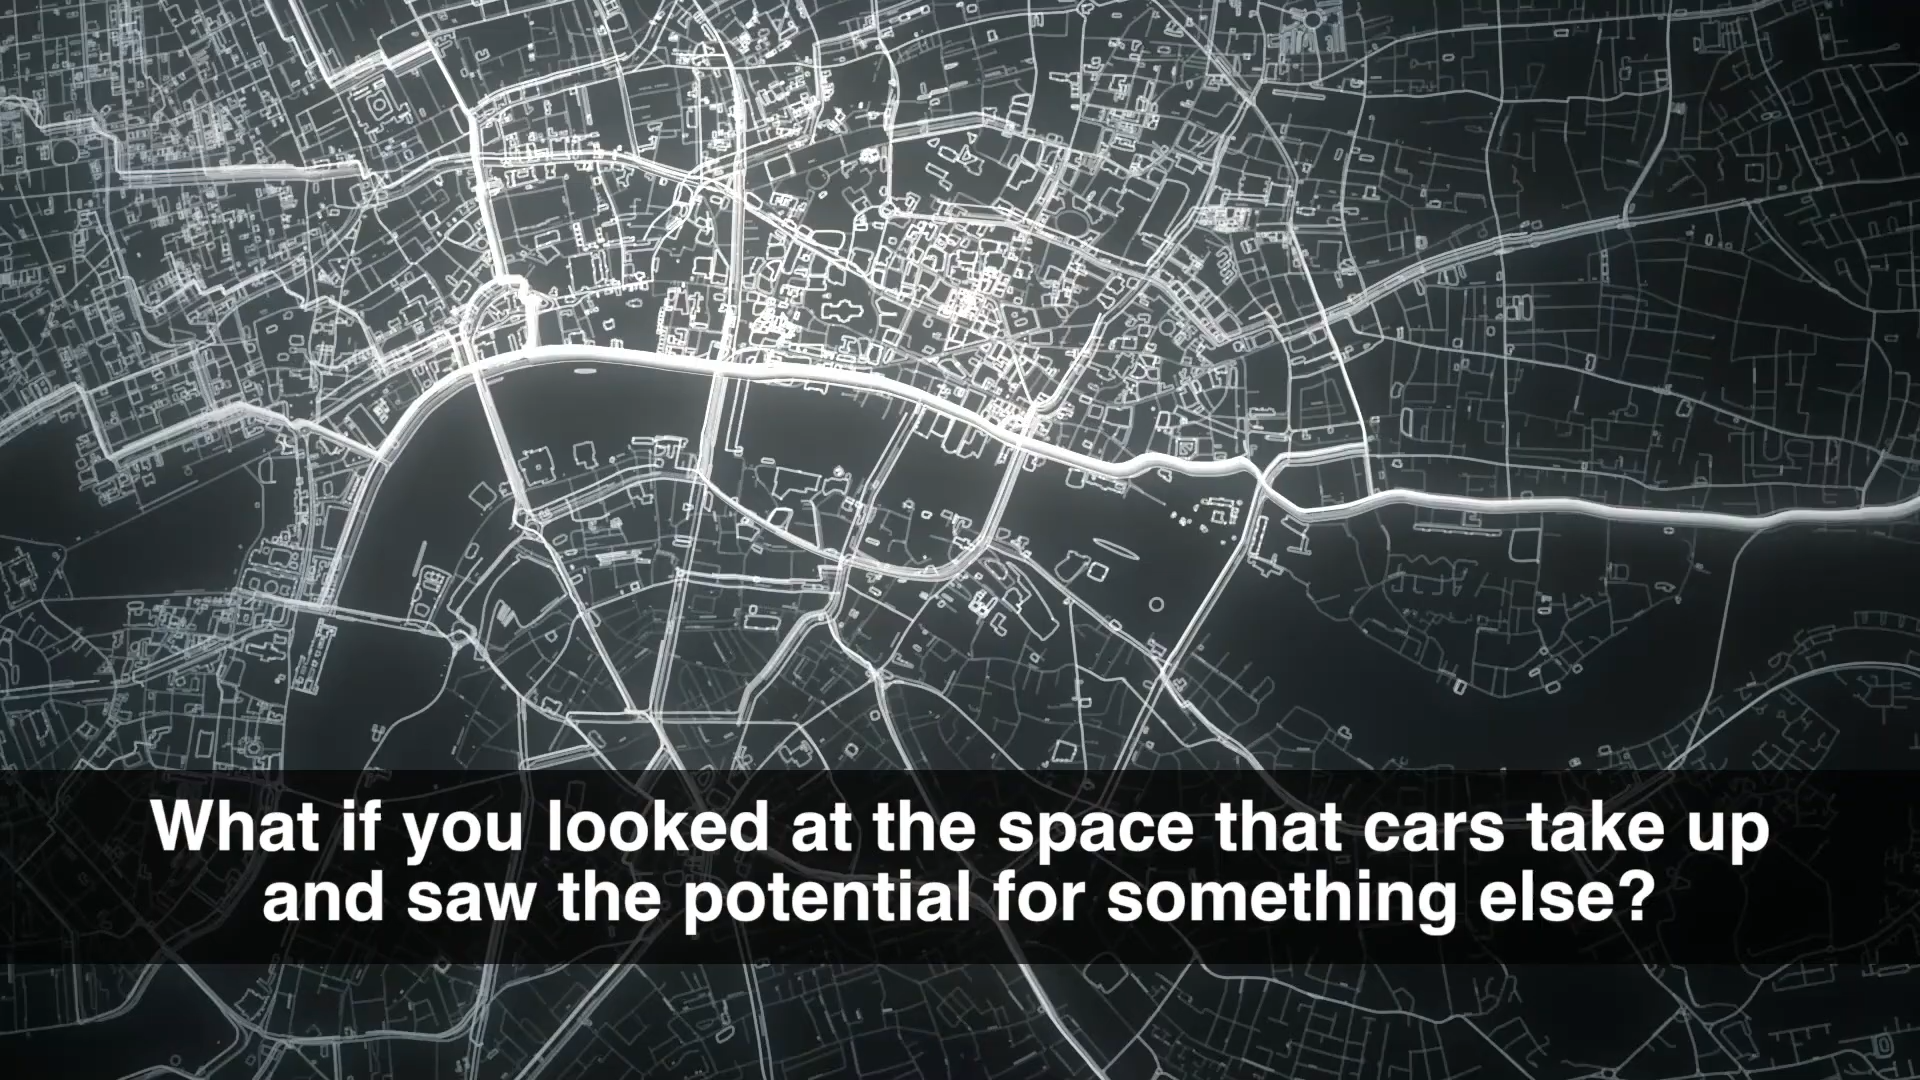 What if you looked at the space that cars take up
and saw the potential for something else?